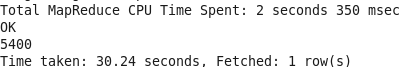 Total MapReduce CPU Time Spent: 2 seconds 350 msec
OK
5400
Time taken: 30.24 seconds, Fetched: 1 row(s)